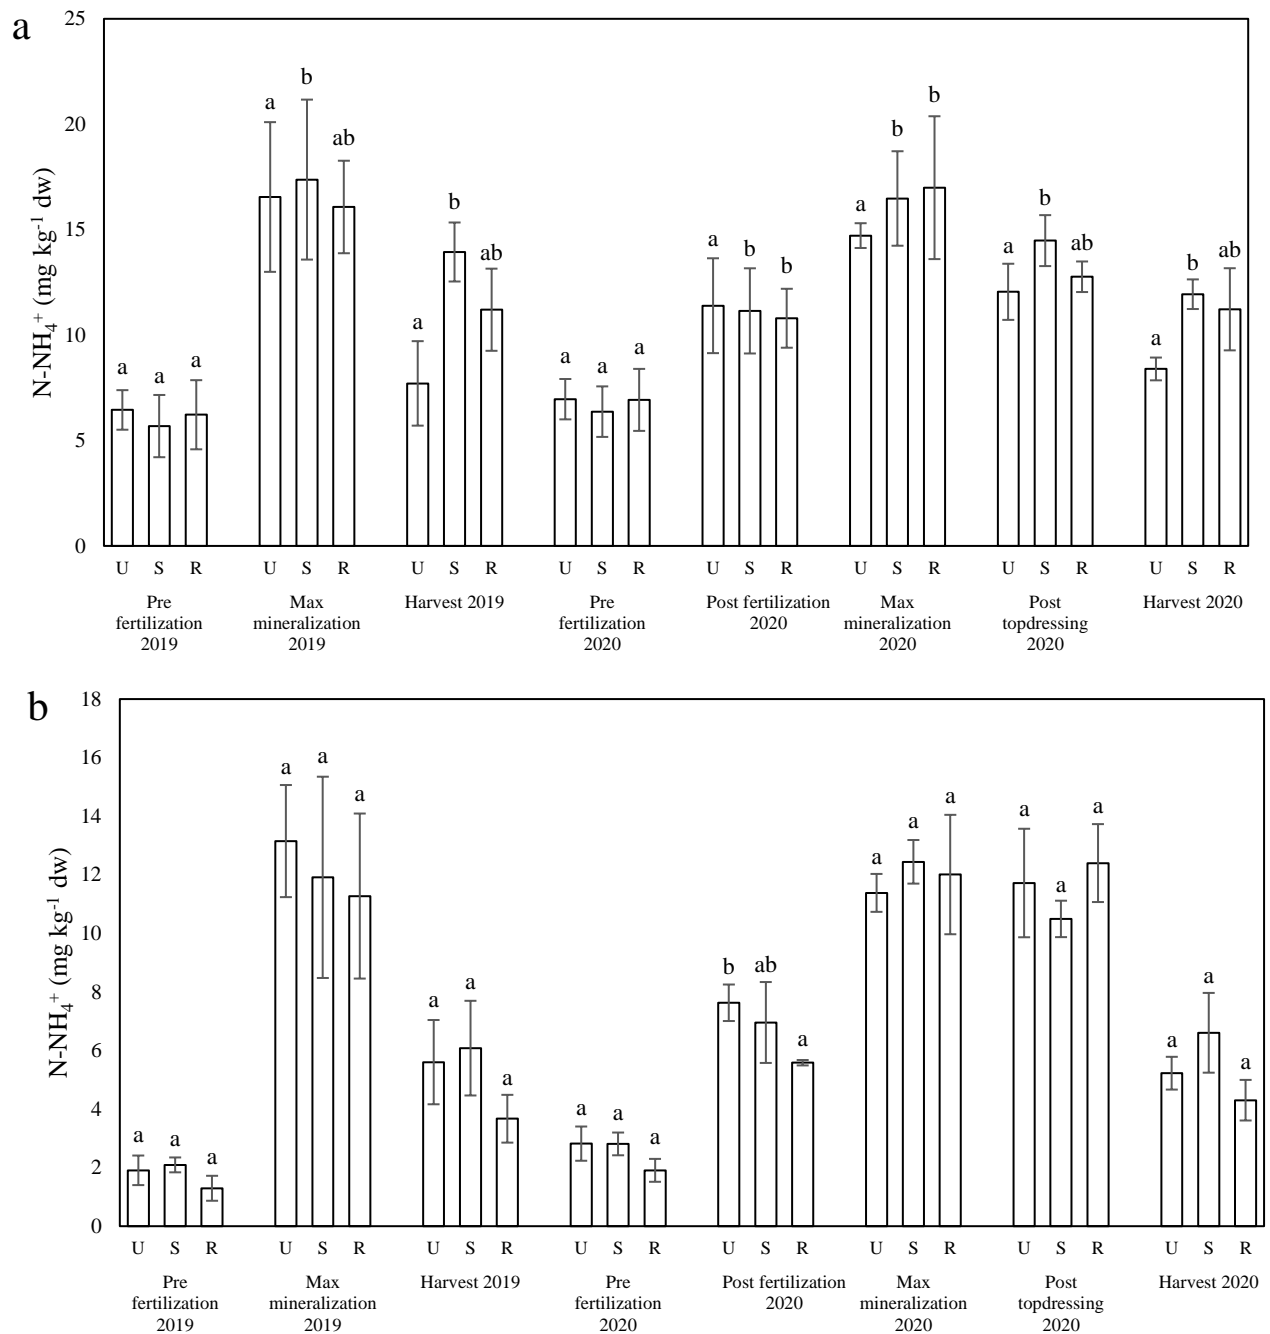 a
N-NH₄⁺ (mg kg⁻¹ dw)
25
20
15
10
5
0
a a a
a b ab
a b ab
a a a
a b b
a b b
a b ab
a b ab
U S R U S R U S R U S R U S R U S R U S R U S R
Pre
fertilization
2019
Max
mineralization
2019
Harvest 2019
Pre
fertilization
2020
Post fertilization
2020
Max
mineralization
2020
Post
topdressing
2020
Harvest 2020
b
N-NH₄⁺ (mg kg⁻¹ dw)
18
16
14
12
10
8
6
4
2
0
a a a
a a a
a a a
a a a
b ab a
a a a
a a a
a a a
U S R U S R U S R U S R U S R U S R U S R U S R
Pre
fertilization
2019
Max
mineralization
2019
Harvest 2019
Pre
fertilization
2020
Post fertilization
2020
Max
mineralization
2020
Post
topdressing
2020
Harvest 2020